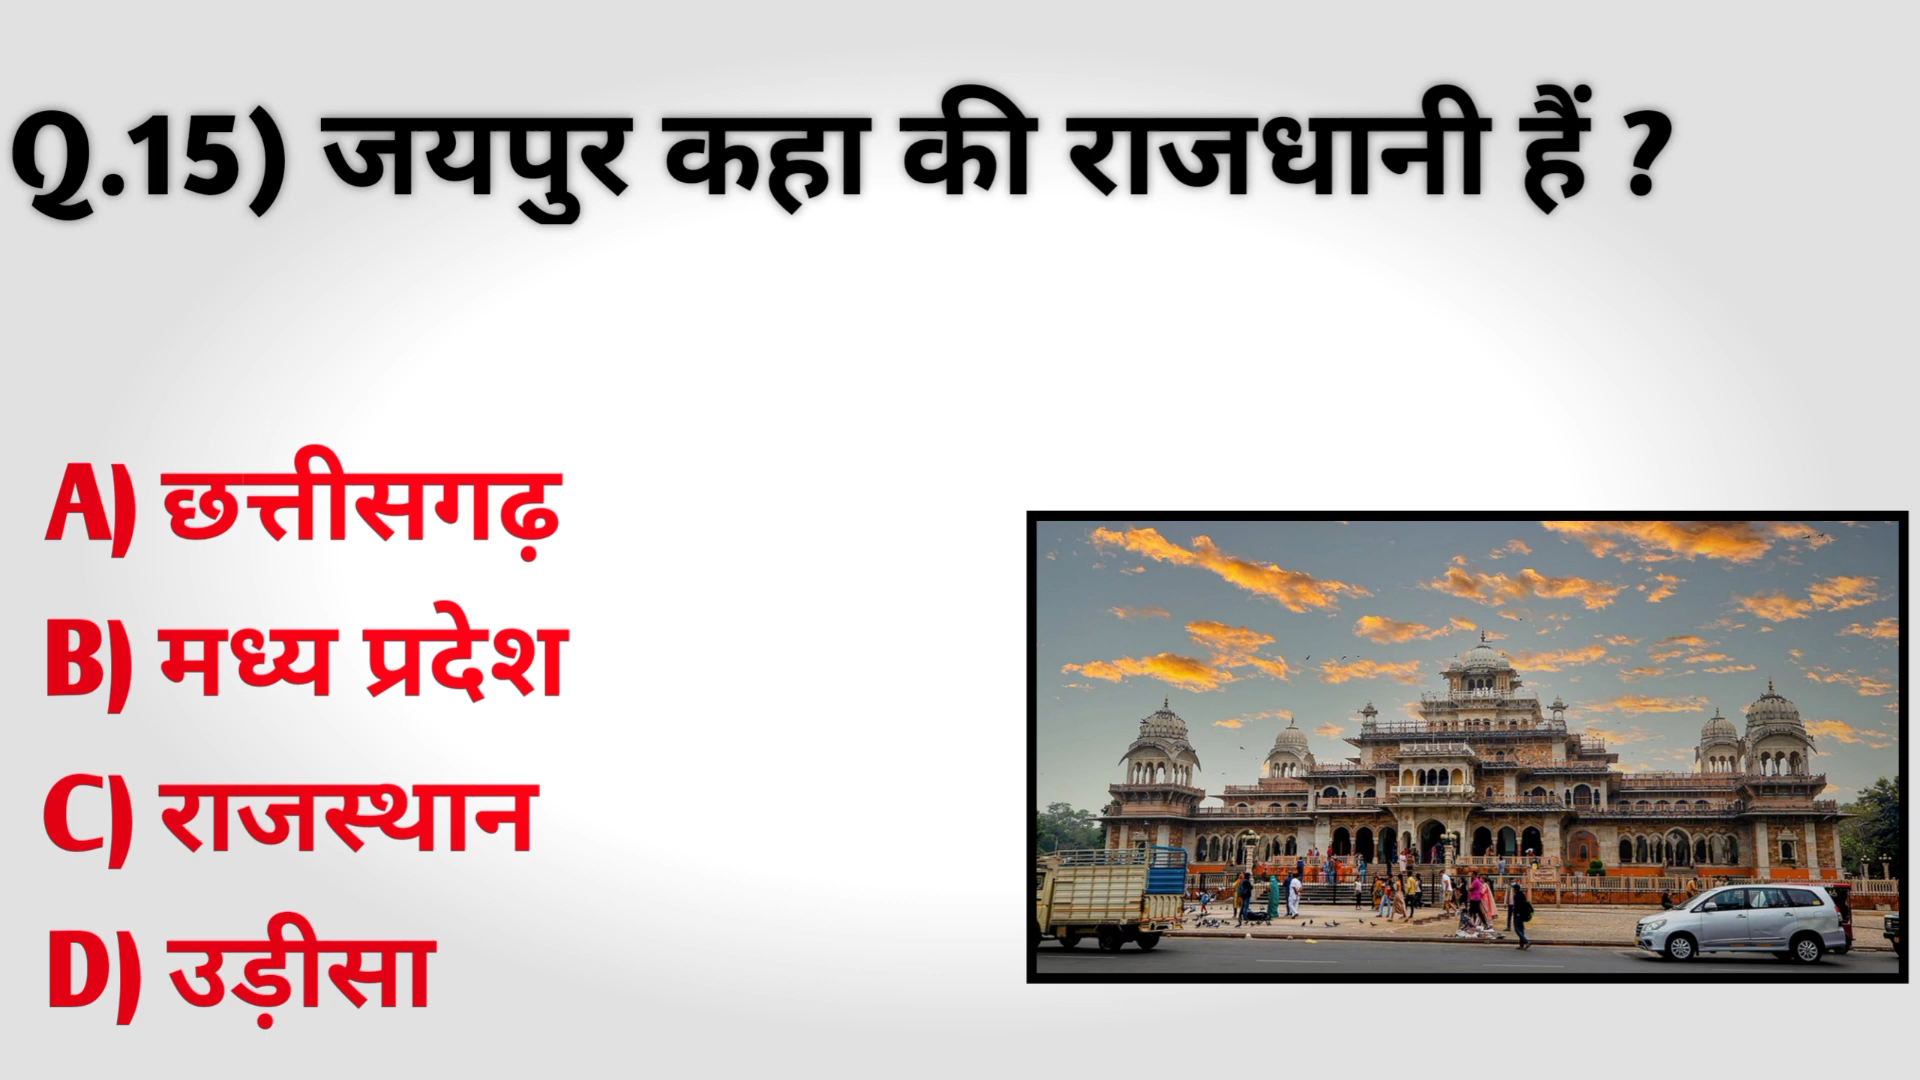 Q.15) जयपुर कहा की राजधानी हैं ?
A) छत्तीसगढ़
B) मध्य प्रदेश
C) राजस्थान
D) उड़ीसा